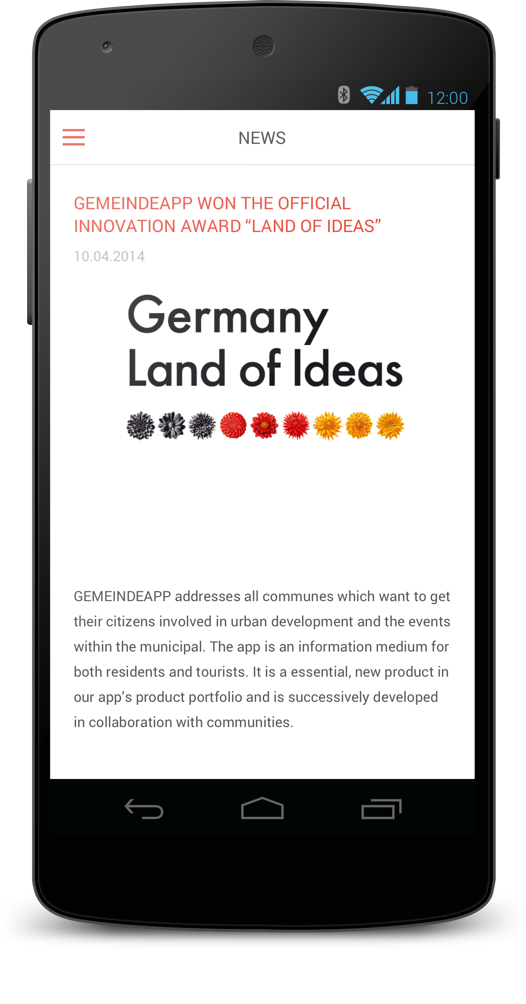 12:00
NEWS
GEMEINDEAPP WON THE OFFICIAL
INNOVATION AWARD “LAND OF IDEAS”
10.04.2014
Germany
Land of Ideas
GEMEINDEAPP addresses all communes which want to get
their citizens involved in urban development and the events
within the municipal. The app is an information medium for
both residents and tourists. It is a essential, new product in
our app’s product portfolio and is successively developed
in collaboration with communities.